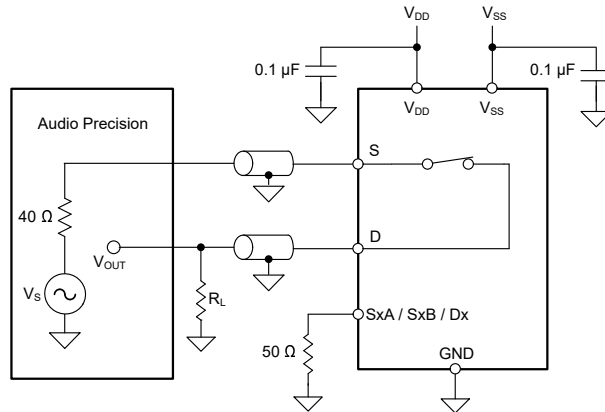 VDD
VSS
0.1 µF
0.1 µF
VDD
VSS
Audio Precision
S
40 Ω
D
VOUT
VS
RL
SxA / SxB / Dx
50 Ω
GND